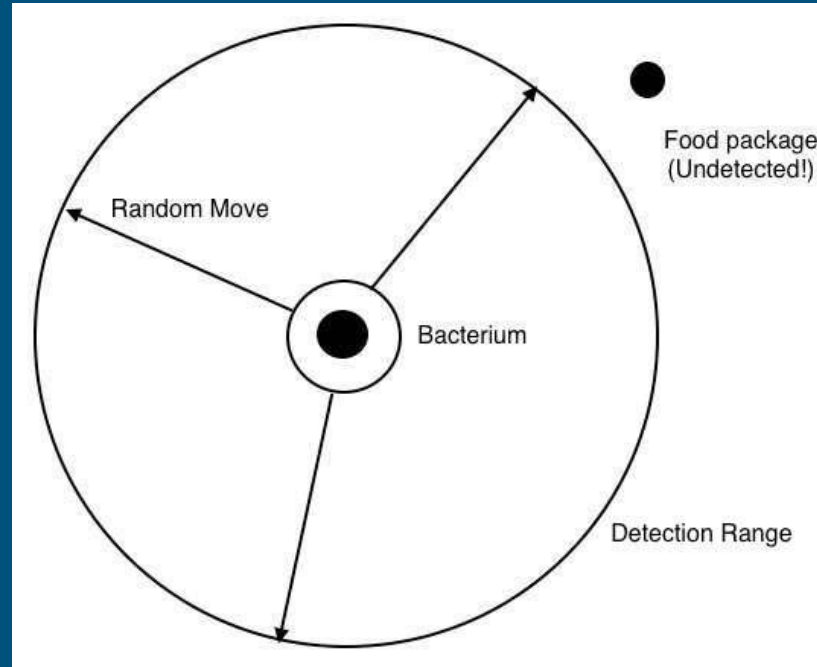 Food package
(Undetected!)
Random Move
Bacterium
Detection Range